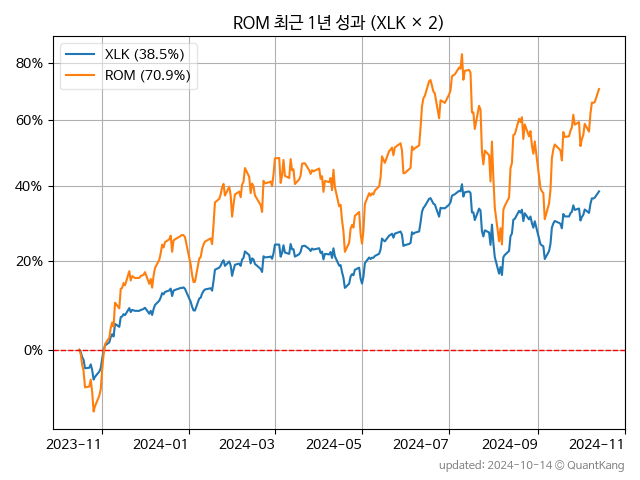 ROM 최근 1년 성과 (XLK × 2)
XLK (38.5%)
ROM (70.9%)
80%
60%
40%
20%
0%
2023-11 2024-01 2024-03 2024-05 2024-07 2024-09 2024-11
updated: 2024-10-14 © QuantKang